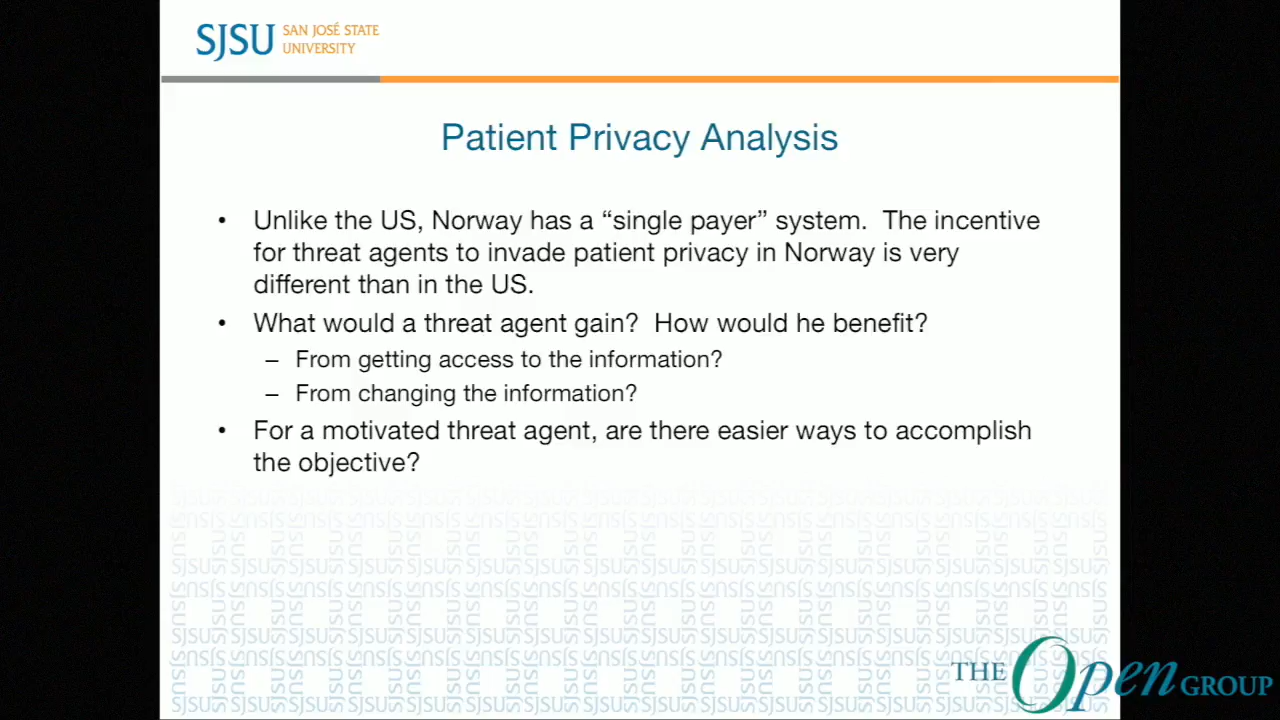 SJSU SAN JOSÉ STATE
UNIVERSITY
Patient Privacy Analysis
• Unlike the US, Norway has a “single payer” system. The incentive
for threat agents to invade patient privacy in Norway is very
different than in the US.
• What would a threat agent gain? How would he benefit?
– From getting access to the information?
– From changing the information?
• For a motivated threat agent, are there easier ways to accomplish
the objective?
THE Open GROUP